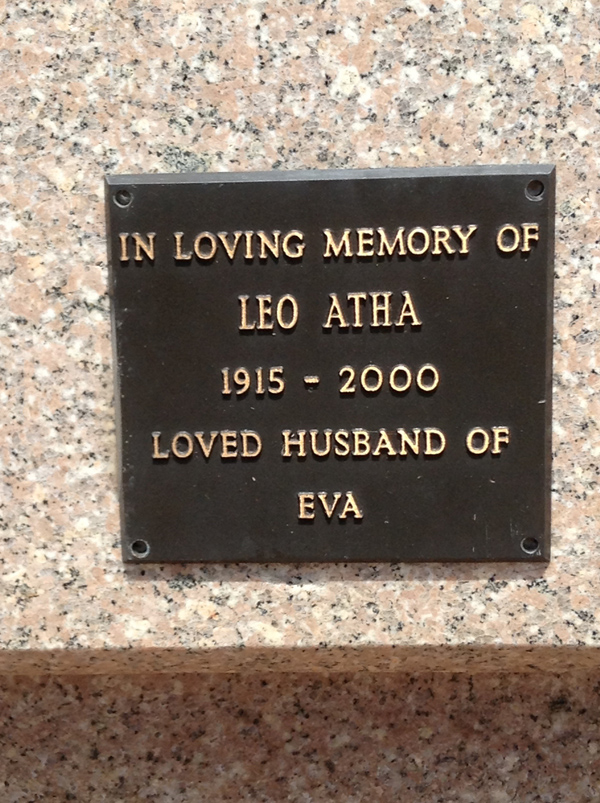 IN LOVING MEMORY OF
LEO ATHA
1915 - 2000
LOVED HUSBAND OF
EVA